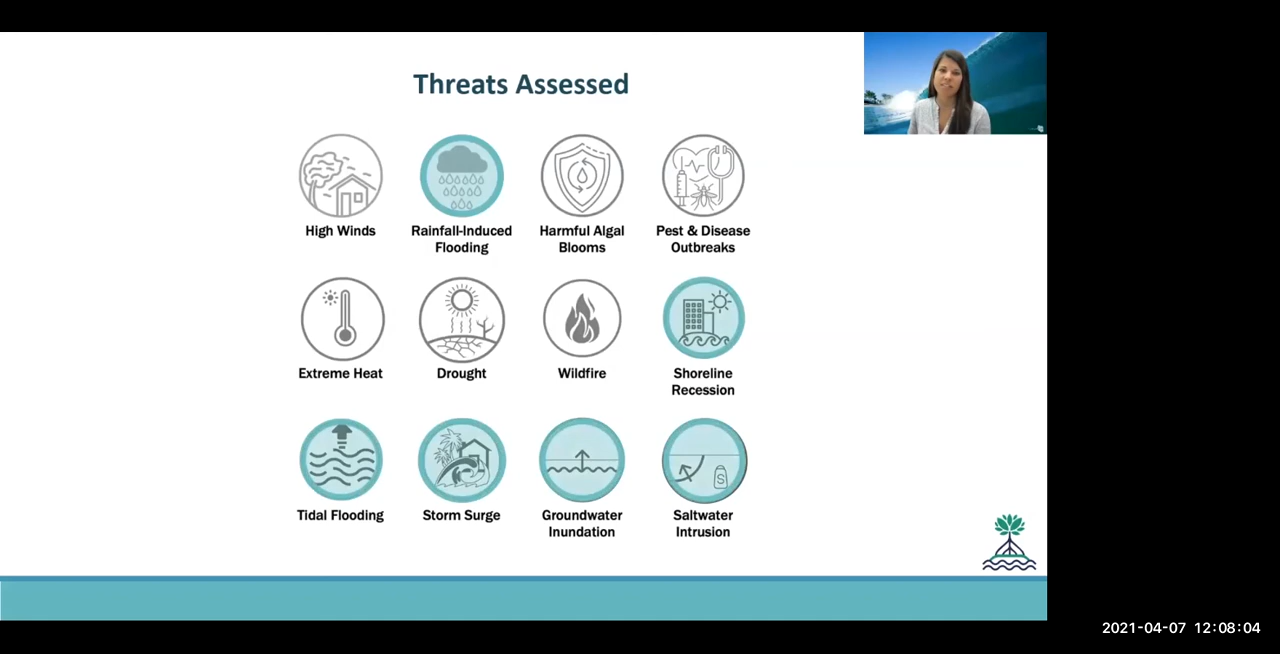 Threats Assessed
High Winds
Rainfall-Induced
Flooding
Harmful Algal
Blooms
Pest & Disease
Outbreaks
Extreme Heat
Drought
Wildfire
Shoreline
Recession
Tidal Flooding
Storm Surge
Groundwater
Inundation
S
Saltwater
Intrusion
2021-04-07 12:08:04